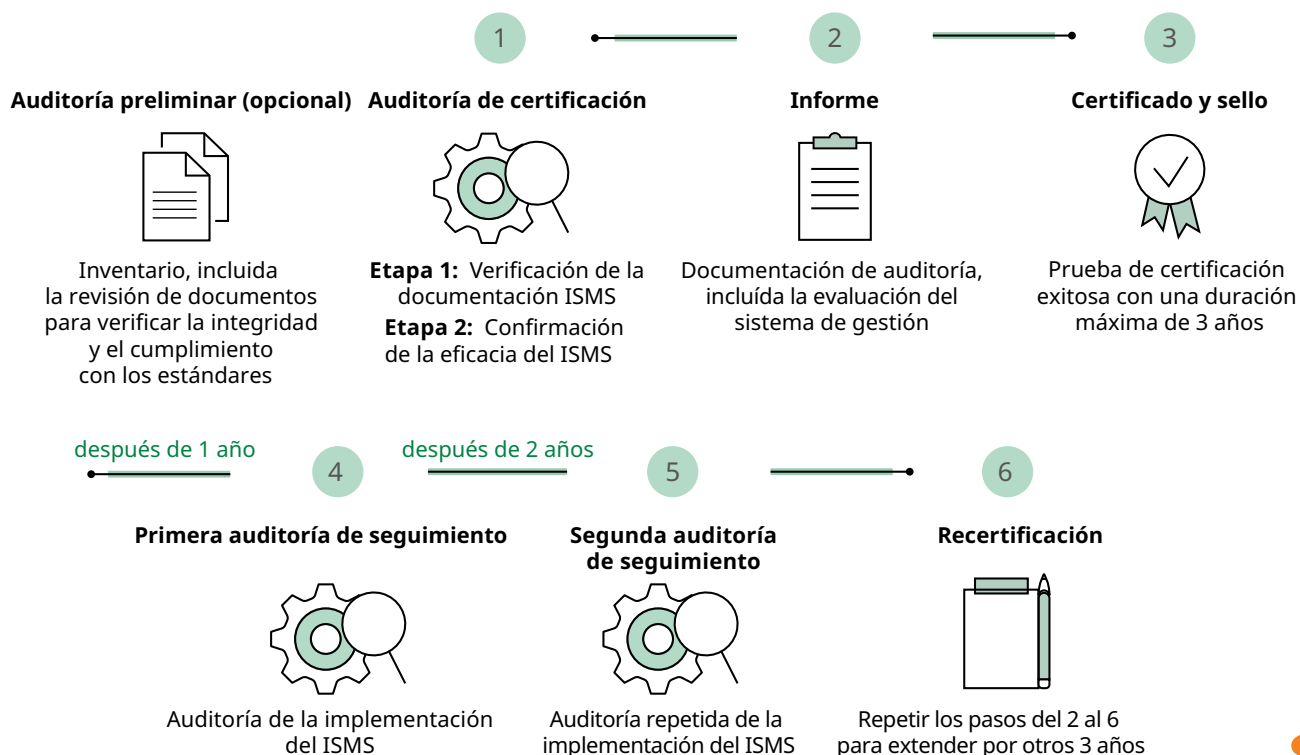 1
2
3
Auditoría preliminar (opcional)
Auditoría de certificación
Informe
Certificado y sello
Inventario, incluida
la revisión de documentos
para verificar la integridad
y el cumplimiento
con los estándares
Etapa 1: Verificación de la
documentación ISMS
Etapa 2: Confirmación
de la eficacia del ISMS
Documentación de auditoría,
incluída la evaluación del
sistema de gestión
Prueba de certificación
exitosa con una duración
máxima de 3 años
después de 1 año
4
después de 2 años
5
6
Primera auditoría de seguimiento
Segunda auditoría
de seguimiento
Recertificación
Auditoría de la implementación
del ISMS
Auditoría repetida de la
implementación del ISMS
Repetir los pasos del 2 al 6
para extender por otros 3 años